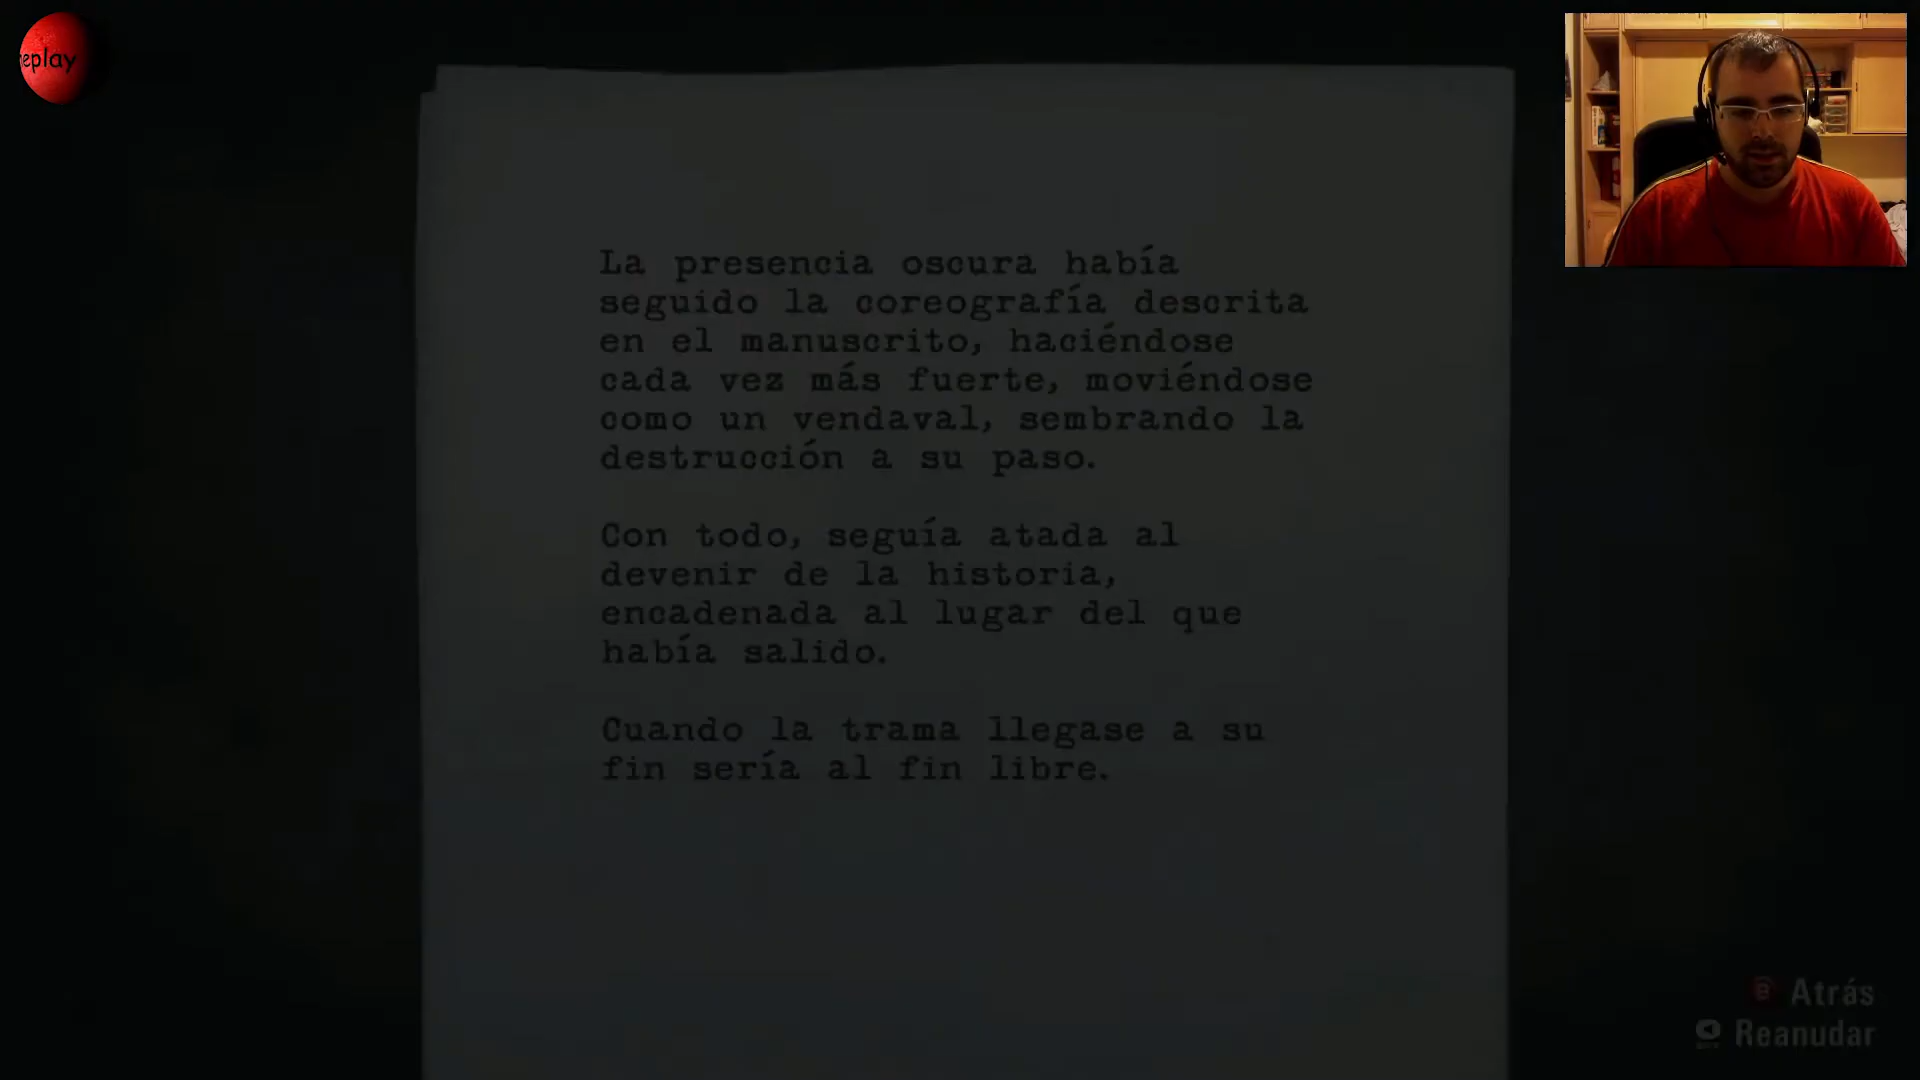 eplay
La presencia oscura había
seguido la coreografía descrita
en el manuscrito, haciéndose
cada vez más fuerte, moviéndose
como un vendaval, sembrando la
destrucción a su paso.
Con todo, seguía atada al
devenir de la historia,
encadenada al lugar del que
había salido.
Cuando la trama llegase a su
fin sería al fin libre.
B Atrás
Reanudar